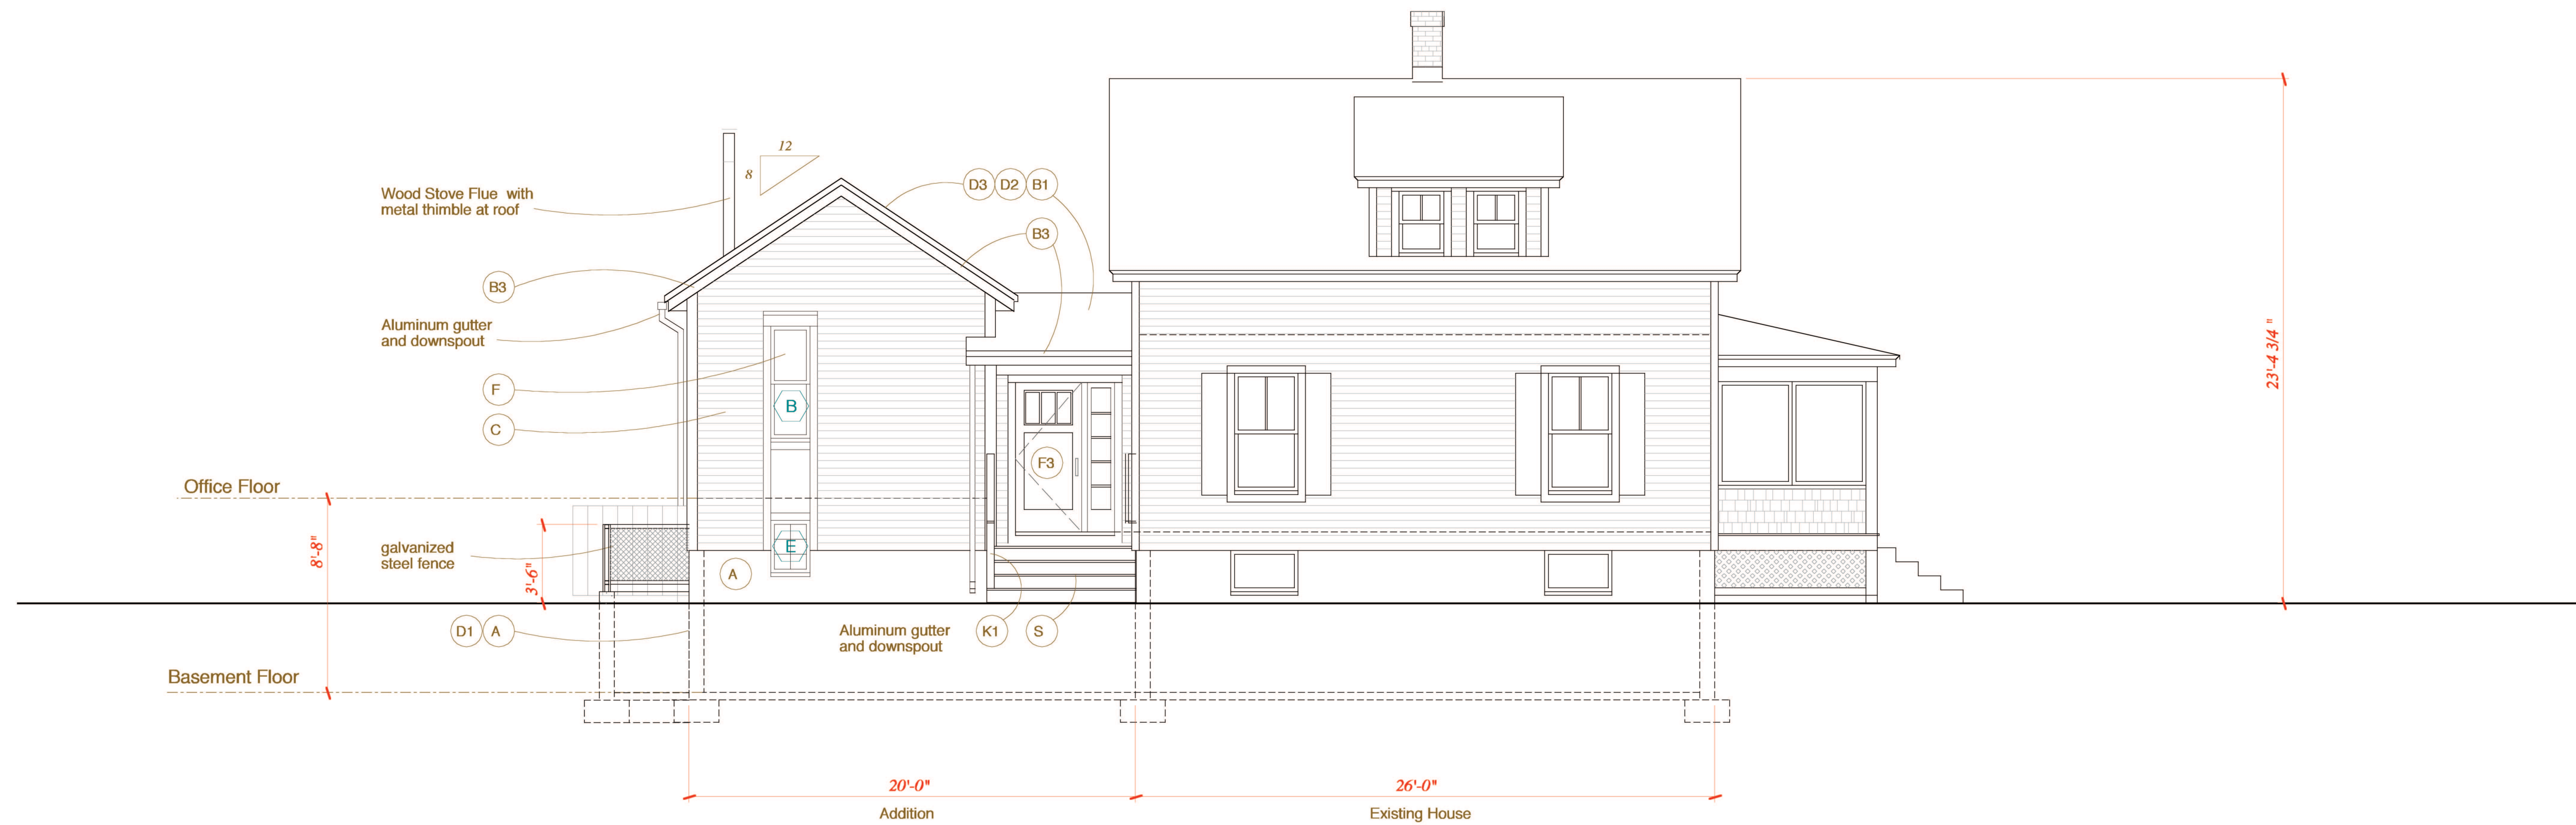 12
8
Wood Stove Flue with
metal thimble at roof
D3 D2 B1
B3
B3
Aluminum gutter
and downspout
F
B
C
F3
Office Floor
8'-8"
galvanized
steel fence
3'-6"
E
A
23'-4 3/4 "
D1 A
Aluminum gutter
and downspout
K1
S
Basement Floor
20'-0"
Addition
26'-0"
Existing House